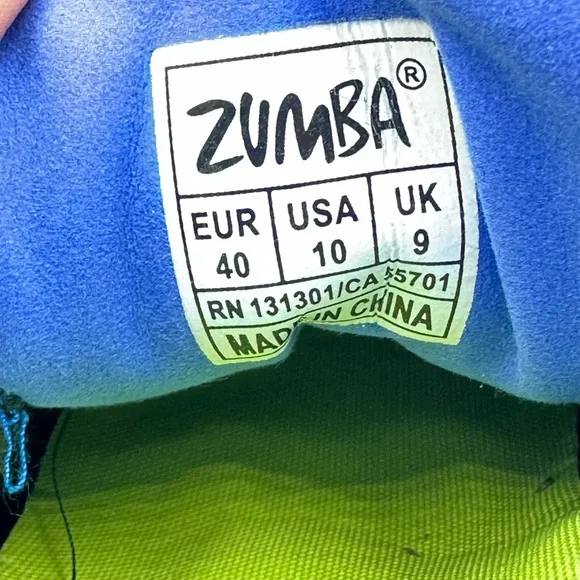 ZUMBA®
EUR USA UK
40 10 9
RN 131301/CA 55701
MADE IN CHINA